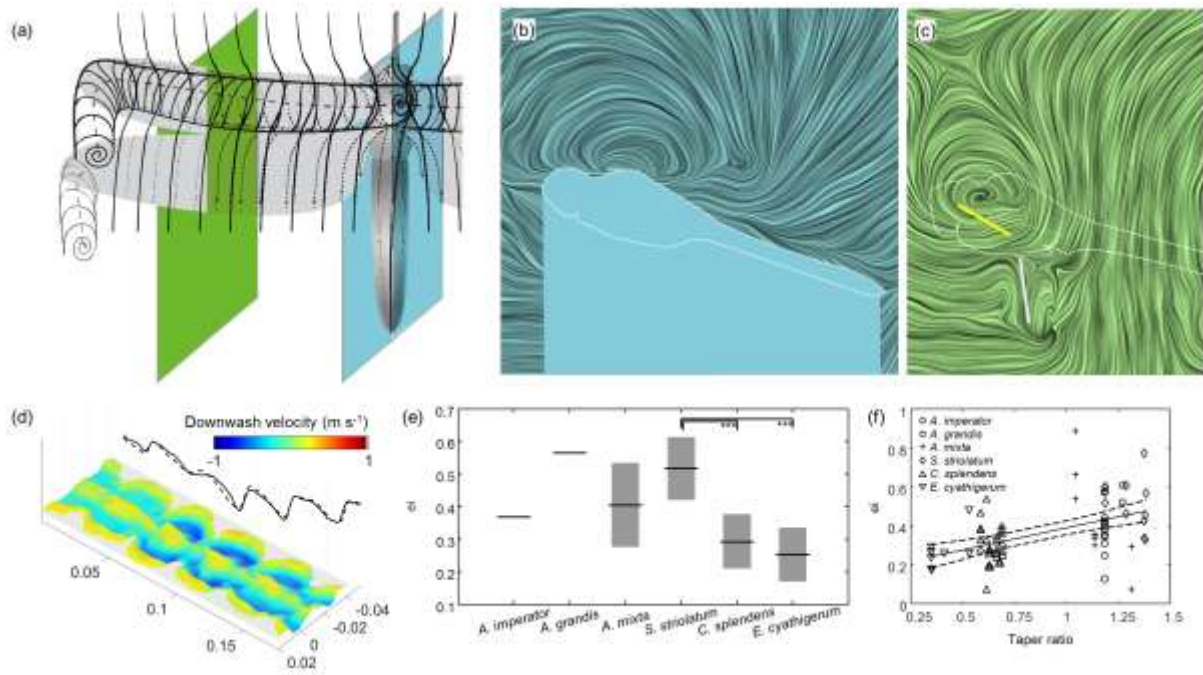 (a)
(b)
(c)
(d)
Downwash velocity (m s-1)
−1
1
0.05
0.1
0.15
-0.04
-0.02
0
0.02
(e)
0.7
0.6
0.5
0.4
0.3
0.2
0.1
ei
***
***
A. imperator
A. grandis
A. mixta
S. striolatum
C. splendens
E. cyathigerum
(f)
1
0.8
0.6
0.4
0.2
0
ei
A. imperator
A. grandis
A. mixta
S. striolatum
C. splendens
E. cyathigerum
0.25
0.5
0.75
1
1.25
1.5
Taper ratio